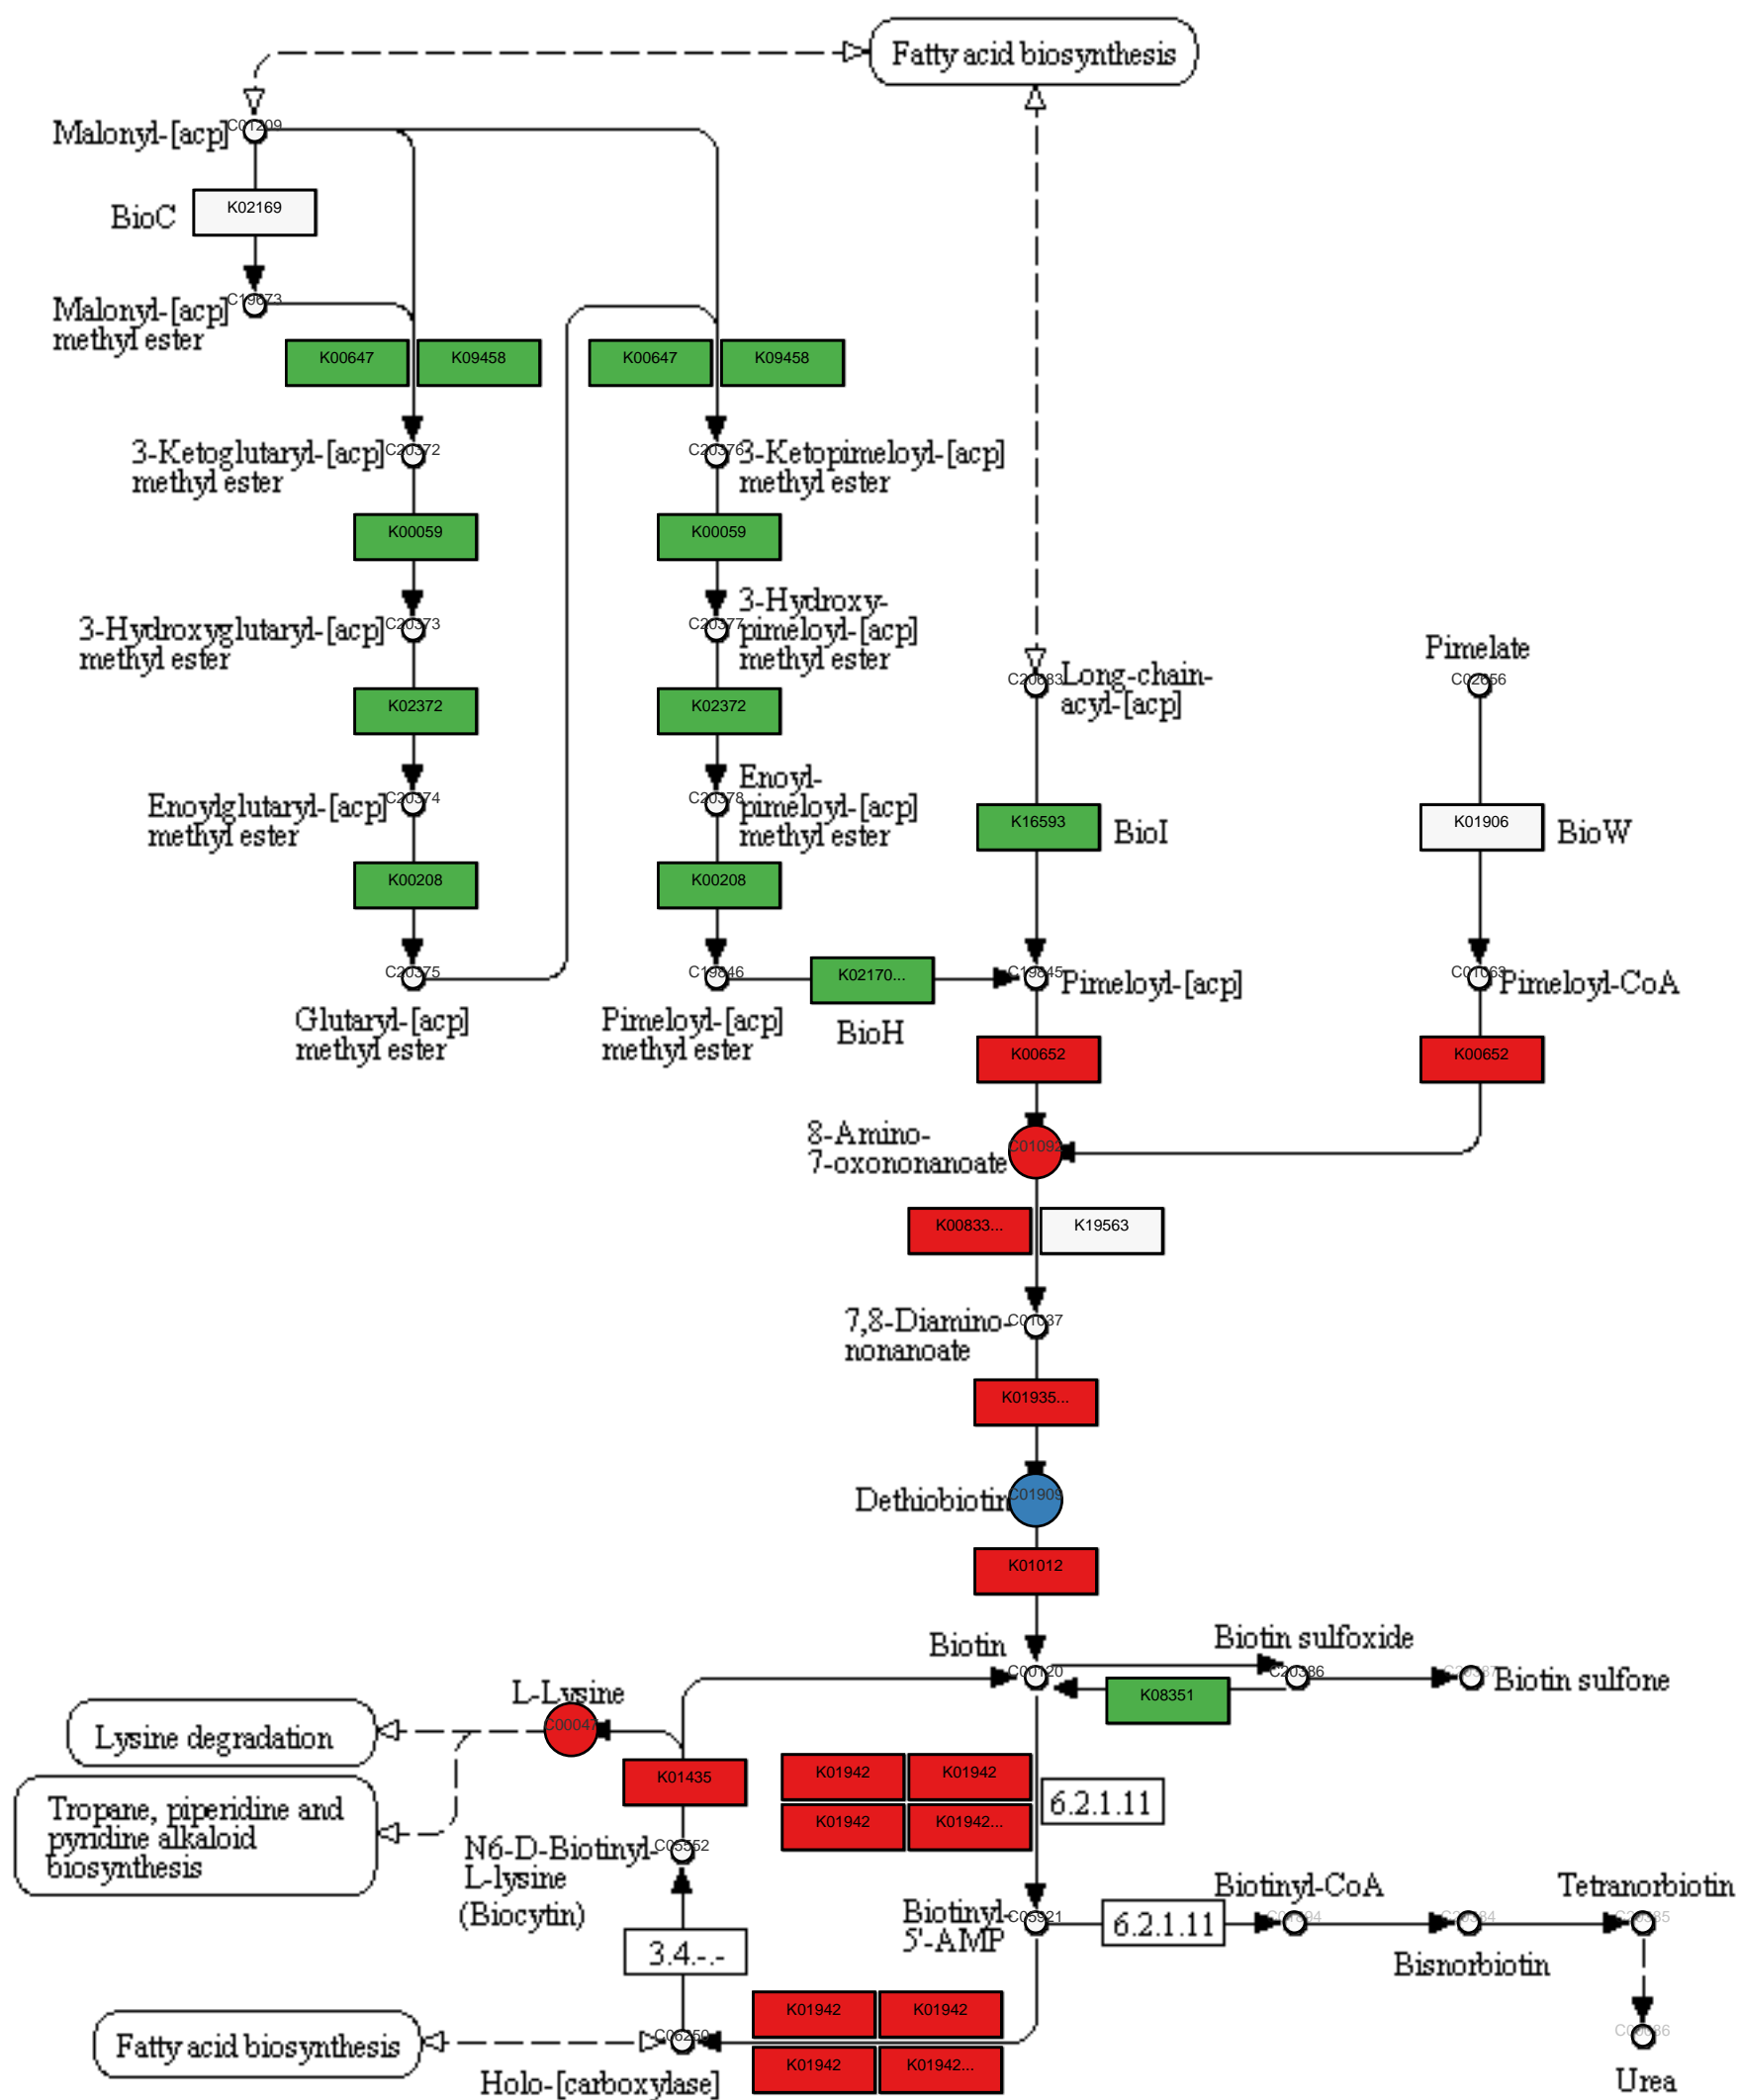 Fatty acid biosynthesis
Malonyl-[acp]
C01209
BioC
K02169
Malonyl-[acp]
methyl ester
C19673
K00647
K09458
K00647
K09458
3-Ketoglutaryl-[acp]
methyl ester
C20372
C20376
3-Ketopimeloyl-[acp]
methyl ester
K00059
K00059
3-Hydroxyglutaryl-[acp]
methyl ester
C20373
C20377
3-Hydroxy-
pimeloyl-[acp]
methyl ester
C20683
Long-chain-
acyl-[acp]
Pimelate
C02656
K02372
K02372
Enoylglutaryl-[acp]
methyl ester
C20374
C20378
Enoyl-
pimeloyl-[acp]
methyl ester
K16593
BioI
K01906
BioW
K00208
K00208
C20375
Glutaryl-[acp]
methyl ester
C19846
Pimeloyl-[acp]
methyl ester
K02170...
BioH
C19845
Pimeloyl-[acp]
C01063
Pimeloyl-CoA
K00652
K00652
8-Amino-
7-oxononanoate
C01092
K00833...
K19563
7,8-Diamino-
nonanoate
C01037
K01935...
Dethiobiotin
C01909
K01012
Biotin
C00120
Biotin sulfoxide
C20386
C20387
Biotin sulfone
K08351
L-Lysine
C00047
Lysine degradation
Tropane, piperidine and
pyridine alkaloid
biosynthesis
K01435
K01942
K01942
K01942
K01942...
6.2.1.11
N6-D-Biotinyl-
L-lysine
(Biocytin)
C05552
Biotinyl-
5'-AMP
C05921
6.2.1.11
Biotinyl-CoA
C01894
C20384
Bisnorbiotin
Tetranorbiotin
C20385
3.4.-.-
K01942
K01942
K01942
K01942...
Fatty acid biosynthesis
C06250
Holo-[carboxylase]
C00086
Urea